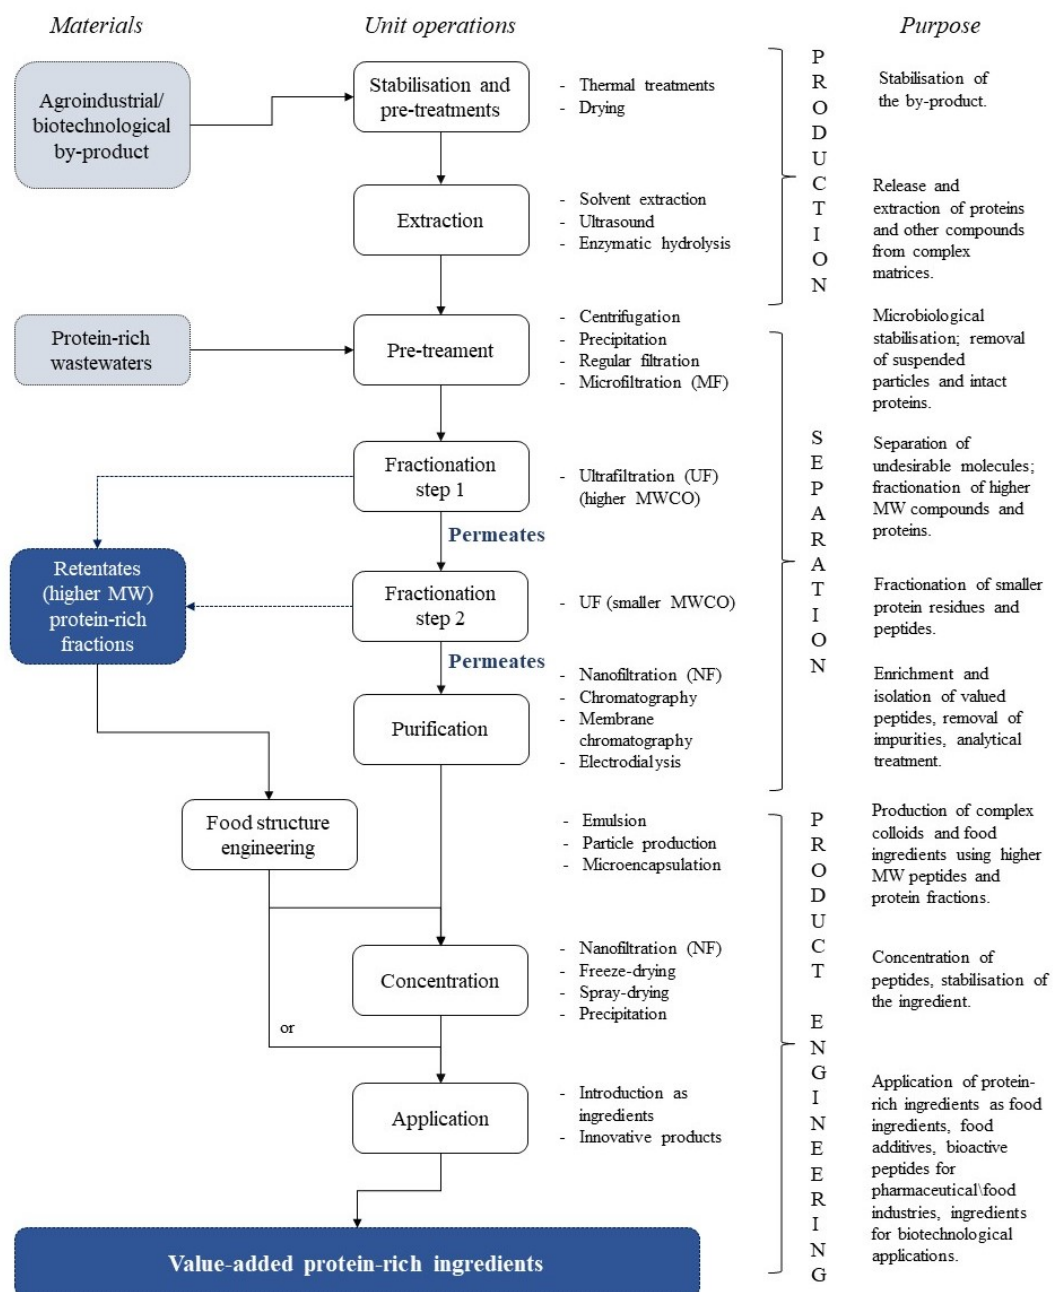 Materials
Unit operations
Purpose
Agroindustrial/
biotechnological
by-product
Stabilisation and
pre-treatments
- Thermal treatments
- Drying
PRODUCTION
Stabilisation of
the by-product.
Extraction
- Solvent extraction
- Ultrasound
- Enzymatic hydrolysis
Release and
extraction of proteins
and other compounds
from complex
matrices.
Protein-rich
wastewaters
Pre-treament
- Centrifugation
- Precipitation
- Regular filtration
- Microfiltration (MF)
SEPARATION
Microbiological
stabilisation; removal
of suspended
particles and intact
proteins.
Fractionation
step 1
- Ultrafiltration (UF)
(higher MWCO)
Separation of
undesirable molecules;
fractionation of higher
MW compounds and
proteins.
Permeates
Retentates
(higher MW)
protein-rich
fractions
Fractionation
step 2
- UF (smaller MWCO)
Fractionation of smaller
protein residues and
peptides.
Permeates
Purification
- Nanofiltration (NF)
- Chromatography
- Membrane
chromatography
- Electrodialysis
Enrichment and
isolation of valued
peptides, removal of
impurities, analytical
treatment.
Food structure
engineering
- Emulsion
- Particle production
- Microencapsulation
PRODUCT ENGINEERING
Production of complex
colloids and food
ingredients using higher
MW peptides and
protein fractions.
Concentration
- Nanofiltration (NF)
- Freeze-drying
- Spray-drying
- Precipitation
Concentration of
peptides, stabilisation of
the ingredient.
or
Application
- Introduction as
ingredients
- Innovative products
Application of protein-
rich ingredients as food
ingredients, food
additives, bioactive
peptides for
pharmaceutical\food
industries, ingredients
for biotechnological
applications.
Value-added protein-rich ingredients